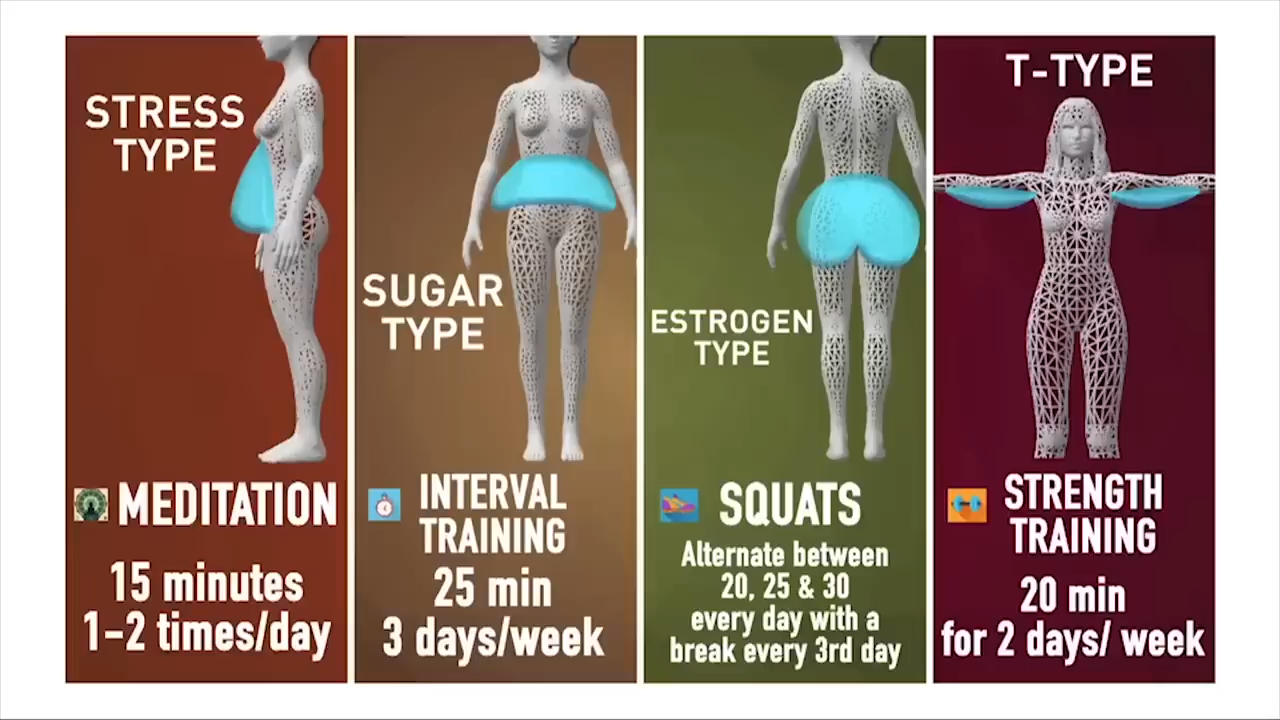 STRESS
TYPE
MEDITATION
15 minutes
1-2 times/day
SUGAR
TYPE
INTERVAL
TRAINING
25 min
3 days/week
ESTROGEN
TYPE
SQUATS
Alternate between
20, 25 & 30
every day with a
break every 3rd day
T-TYPE
STRENGTH
TRAINING
20 min
for 2 days/ week